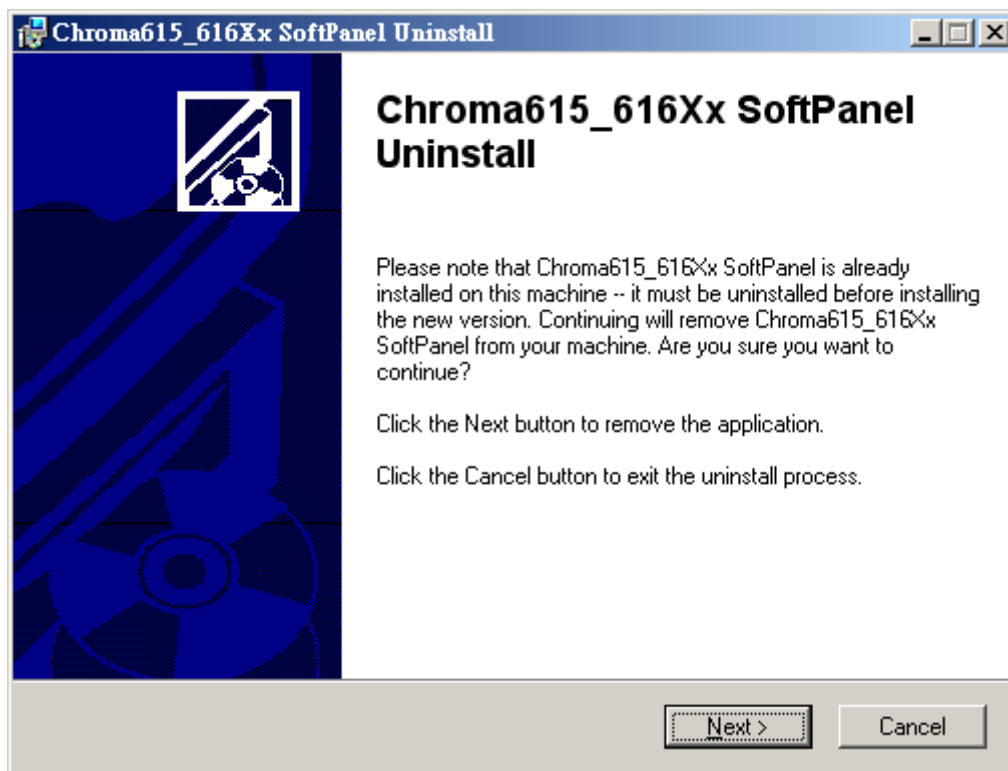 Chroma615_616Xx SoftPanel Uninstall
Chroma615_616Xx SoftPanel
Uninstall
Please note that Chroma615_616Xx SoftPanel is already
installed on this machine -- it must be uninstalled before installing
the new version. Continuing will remove Chroma615_616Xx
SoftPanel from your machine. Are you sure you want to
continue?
Click the Next button to remove the application.
Click the Cancel button to exit the uninstall process.
Next >
Cancel